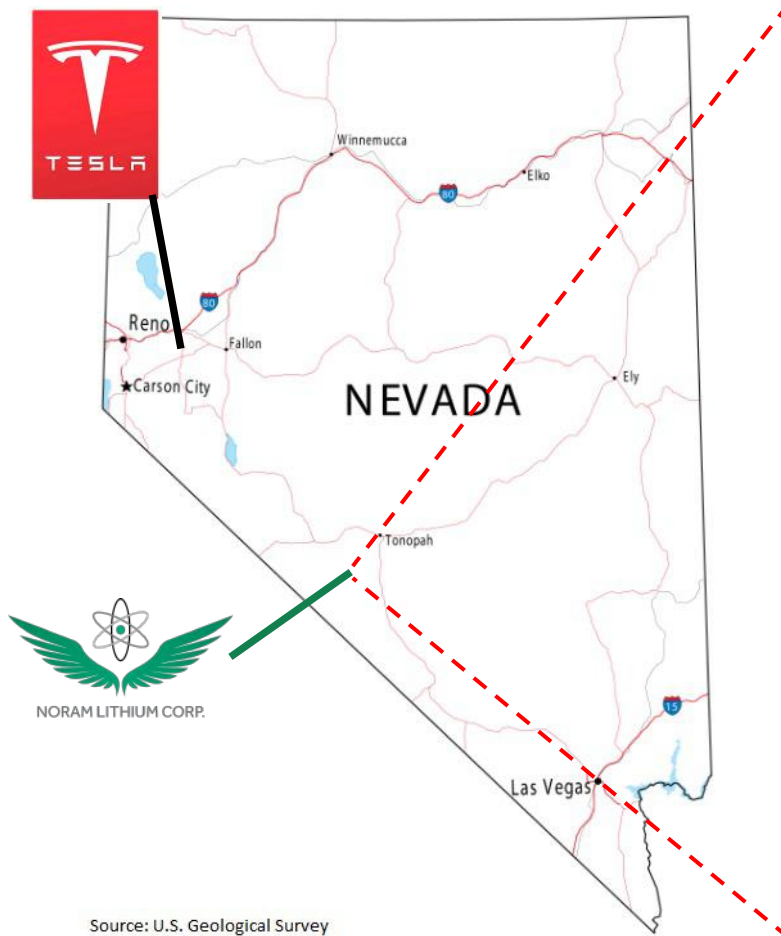 TESLA
Winnemucca
Elko
80
80
Reno
Fallon
Carson City
Ely
NEVADA
Tonopah
NORAM LITHIUM CORP.
15
Las Vegas
Source: U.S. Geological Survey